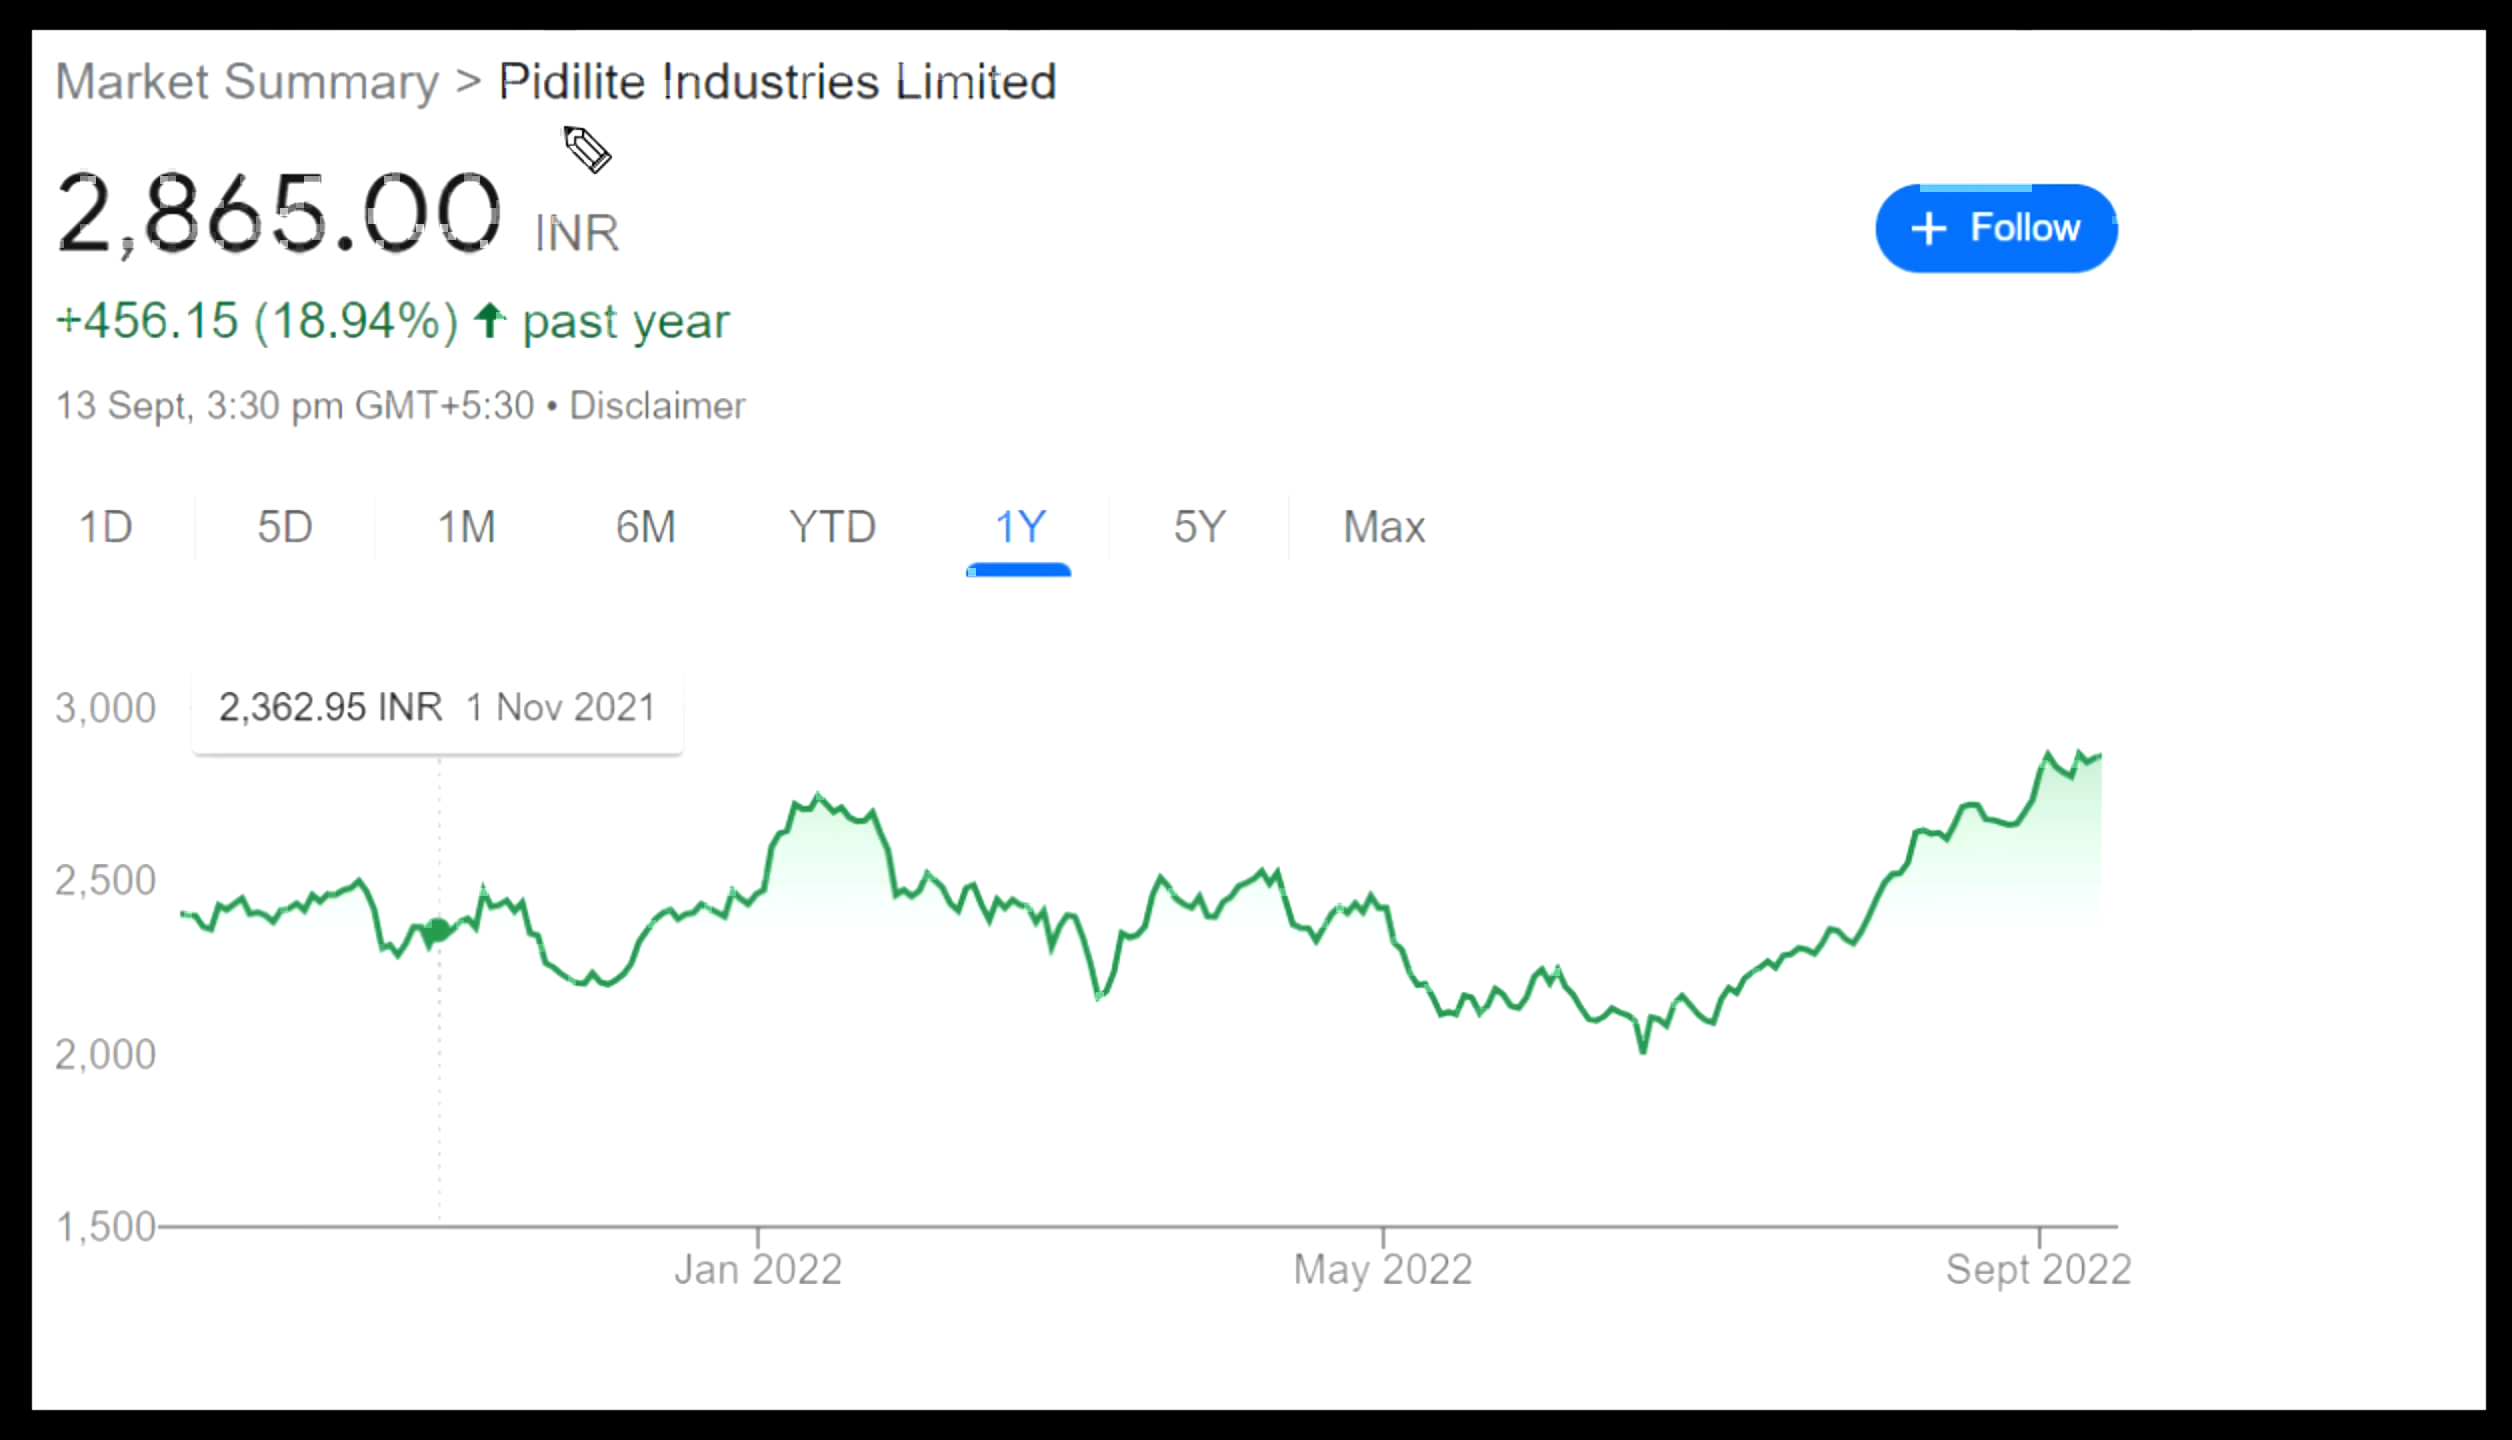 Market Summary > Pidilite Industries Limited
2,865.00 INR
+ Follow
+456.15 (18.94%) ↑ past year
13 Sept, 3:30 pm GMT+5:30 • Disclaimer
1D 5D 1M 6M YTD 1Y 5Y Max
3,000
2,362.95 INR 1 Nov 2021
2,500
2,000
1,500
Jan 2022 May 2022 Sept 2022